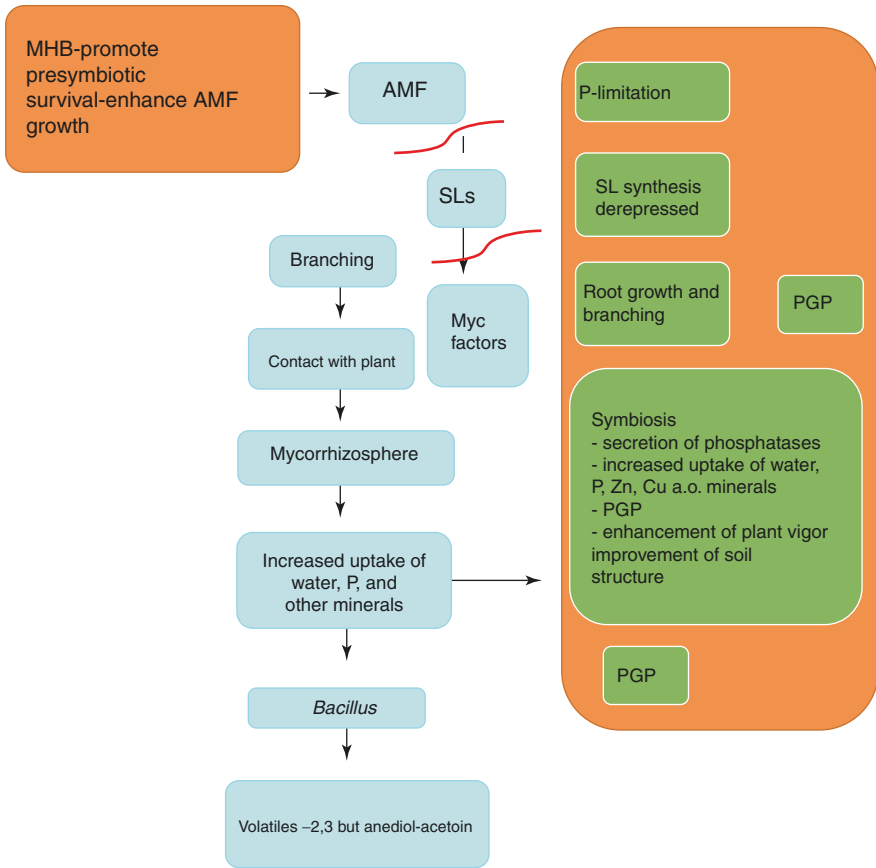 MHB-promote
presymbiotic
survival-enhance AMF
growth
AMF
SLs
Myc
factors
Branching
Contact with plant
Mycorrhizosphere
Increased uptake of
water, P, and
other minerals
Bacillus
Volatiles –2,3 but anediol-acetoin
P-limitation
SL synthesis
derepressed
Root growth and
branching
PGP
Symbiosis
- secretion of phosphatases
- increased uptake of water,
P, Zn, Cu a.o. minerals
- PGP
- enhancement of plant vigor
improvement of soil
structure
PGP